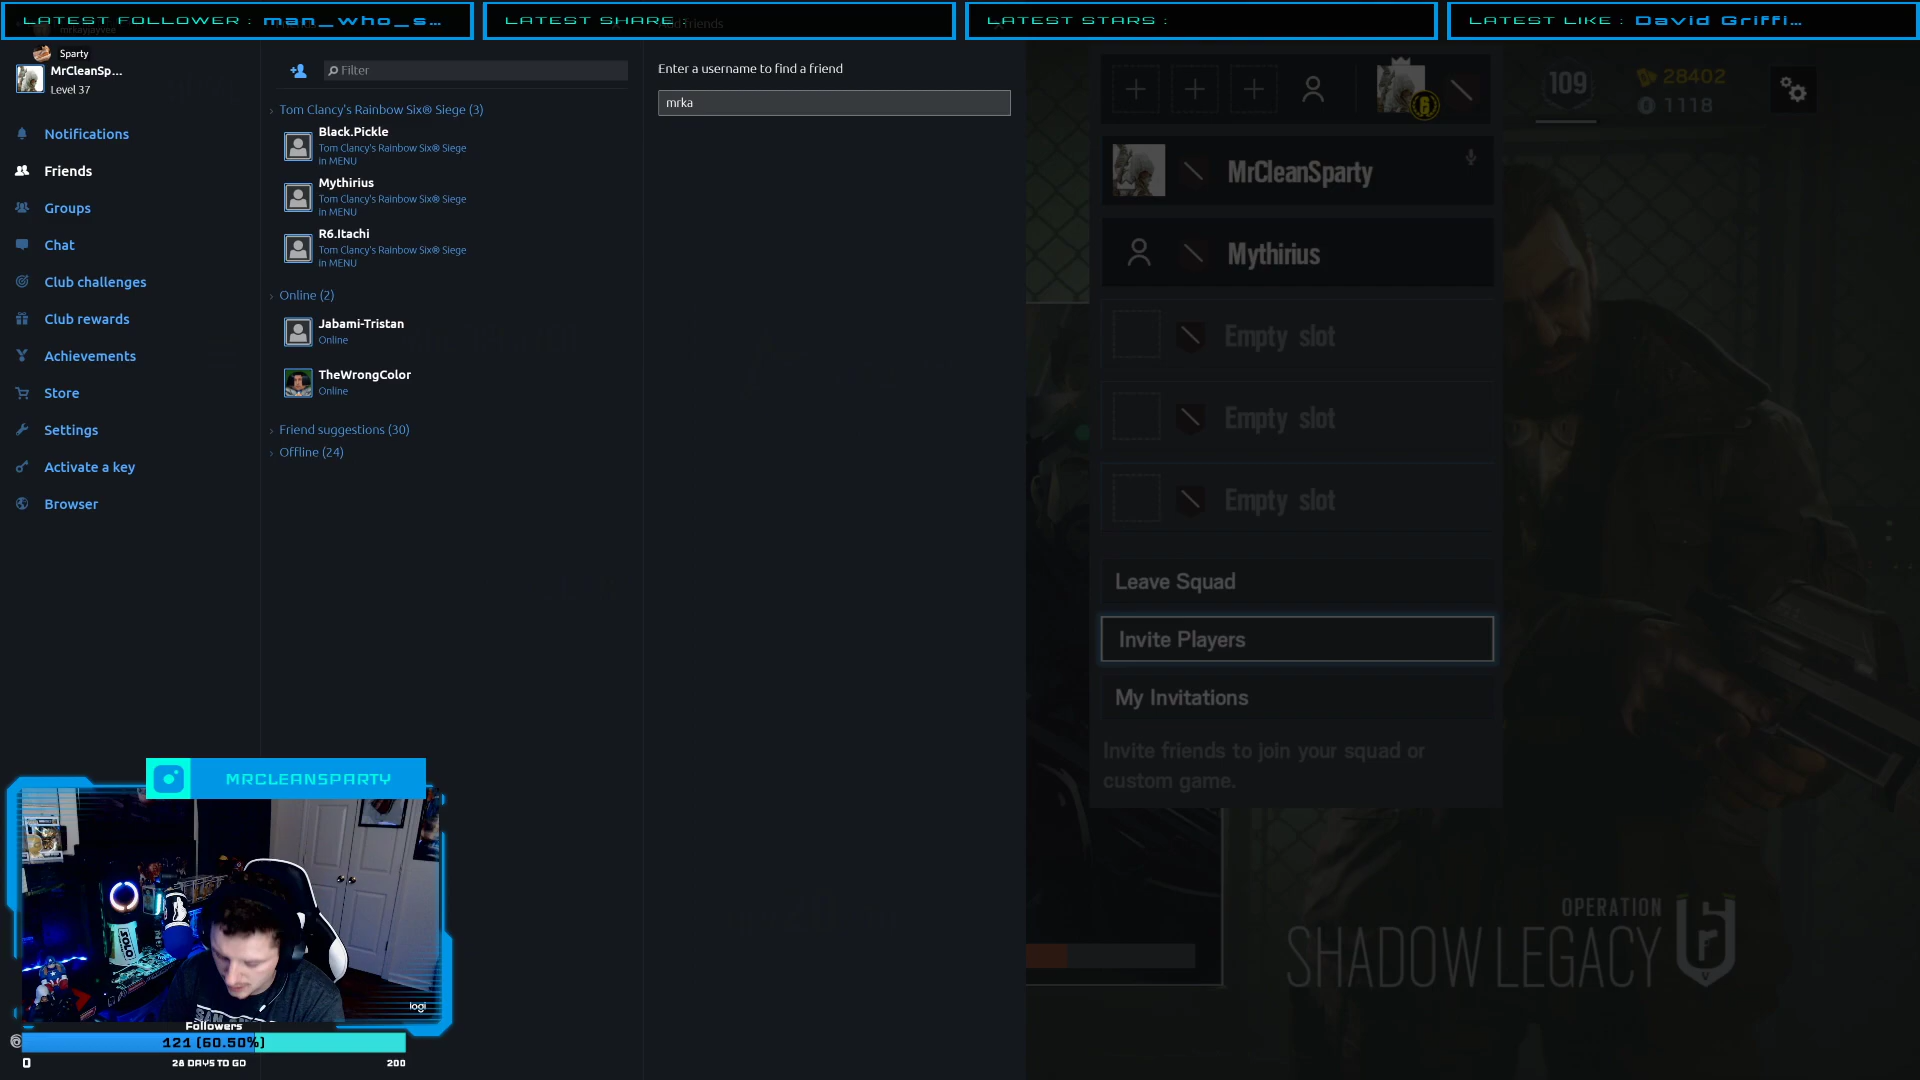 LATEST FOLLOWER : man_who_s...
LATEST SHARE :
LATEST STARS :
LATEST LIKE : David Griffi...
mrkayjayvee
Sparty
MrCleanSp...
Level 37
Notifications
Friends
Groups
Chat
Club challenges
Club rewards
Achievements
Store
Settings
Activate a key
Browser
Filter
Tom Clancy's Rainbow Six® Siege (3)
Black.Pickle
Tom Clancy's Rainbow Six® Siege
in MENU
Mythirius
Tom Clancy's Rainbow Six® Siege
in MENU
R6.Itachi
Tom Clancy's Rainbow Six® Siege
in MENU
Online (2)
Jabami-Tristan
Online
TheWrongColor
Online
Friend suggestions (30)
Offline (24)
friends
Enter a username to find a friend
mrka
109
28402
1118
MrCleanSparty
Mythirius
Empty slot
Empty slot
Empty slot
Leave Squad
Invite Players
My Invitations
Invite friends to join your squad or
custom game.
OPERATION
SHADOW LEGACY
MRCLEANSPARTY
SOLO
logi
Followers
121 (60.50%)
0
28 DAYS TO GO
200